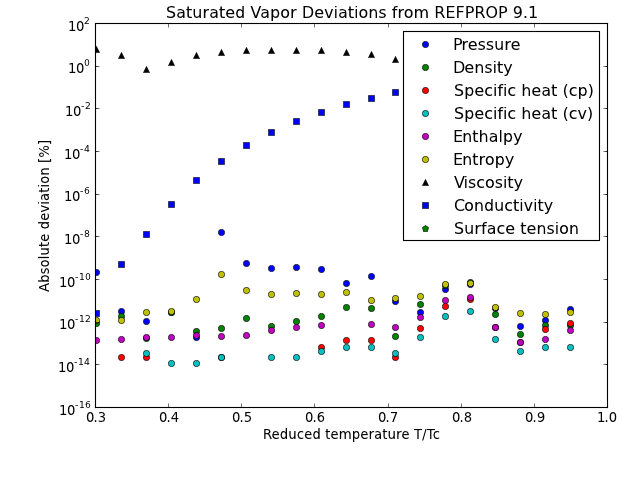 Saturated Vapor Deviations from REFPROP 9.1
Absolute deviation [%]
10^2
10^0
10^-2
10^-4
10^-6
10^-8
10^-10
10^-12
10^-14
10^-16
Pressure
Density
Specific heat (cp)
Specific heat (cv)
Enthalpy
Entropy
Viscosity
Conductivity
Surface tension
0.3 0.4 0.5 0.6 0.7 0.8 0.9 1.0
Reduced temperature T/Tc